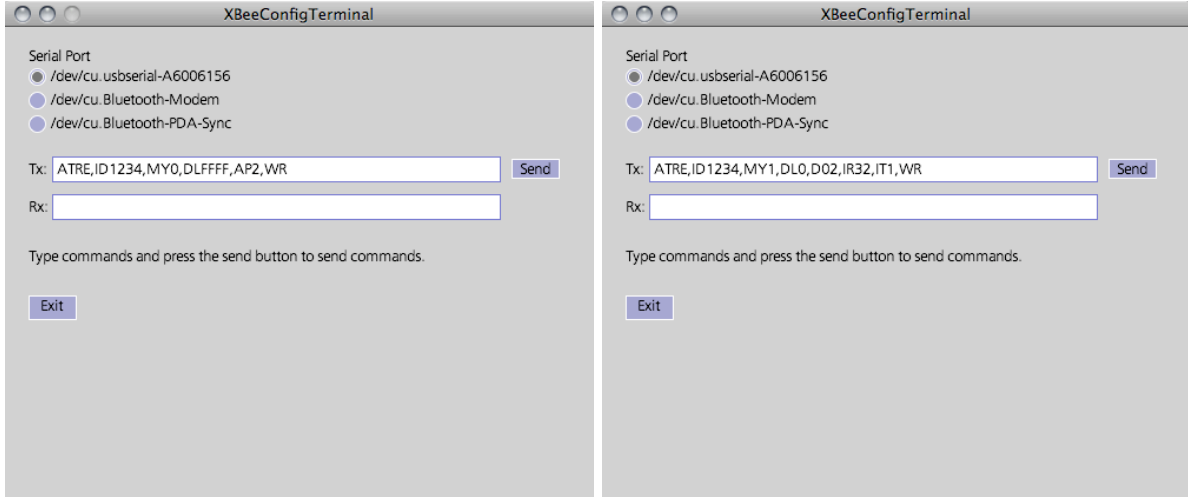 XBeeConfigTerminal
Serial Port
/dev/cu.usbserial-A6006156
/dev/cu.Bluetooth-Modem
/dev/cu.Bluetooth-PDA-Sync
Tx: ATRE,ID1234,MY0,DLFFFF,AP2,WR Send
Rx:
Type commands and press the send button to send commands.
Exit
XBeeConfigTerminal
Serial Port
/dev/cu.usbserial-A6006156
/dev/cu.Bluetooth-Modem
/dev/cu.Bluetooth-PDA-Sync
Tx: ATRE,ID1234,MY1,DL0,D02,IR32,IT1,WR Send
Rx:
Type commands and press the send button to send commands.
Exit